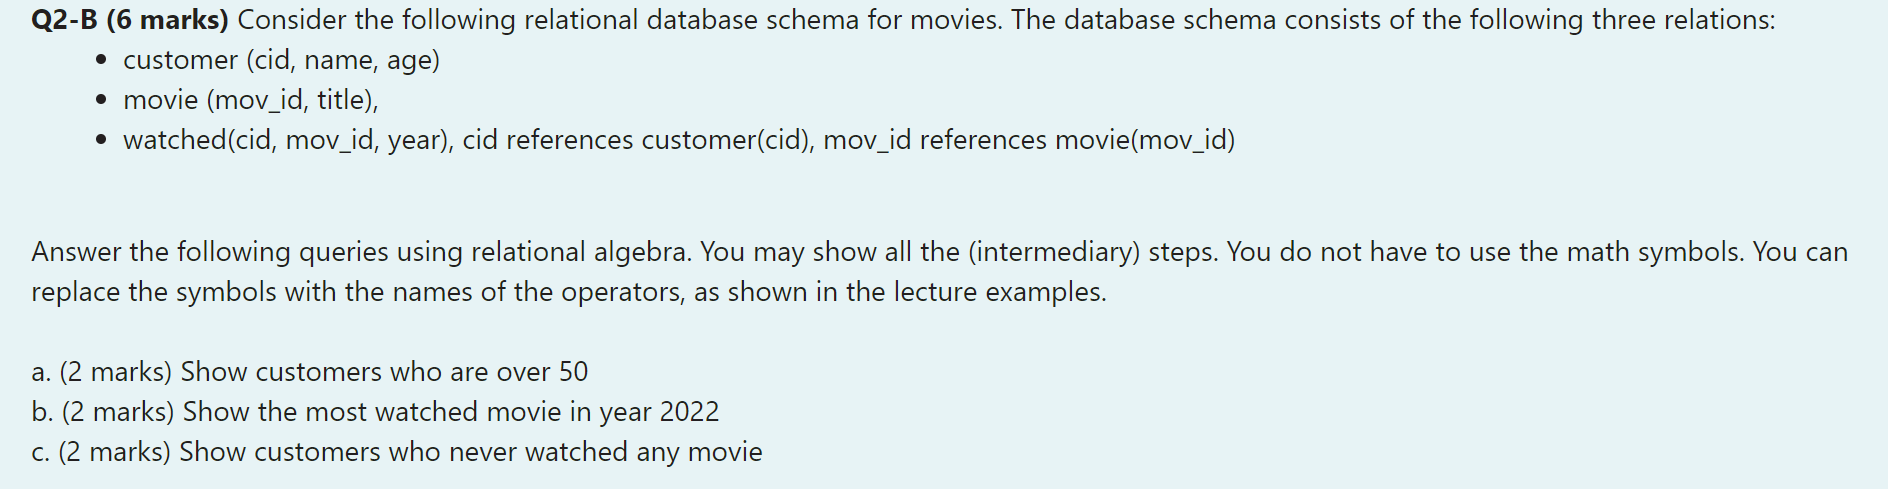 Q2-B (6 marks) Consider the following relational database schema for movies. The database schema consists of the following three relations:
• customer (cid, name, age)
• movie (mov_id, title),
• watched(cid, mov_id, year), cid references customer(cid), mov_id references movie(mov_id)
Answer the following queries using relational algebra. You may show all the (intermediary) steps. You do not have to use the math symbols. You can
replace the symbols with the names of the operators, as shown in the lecture examples.
a. (2 marks) Show customers who are over 50
b. (2 marks) Show the most watched movie in year 2022
c. (2 marks) Show customers who never watched any movie